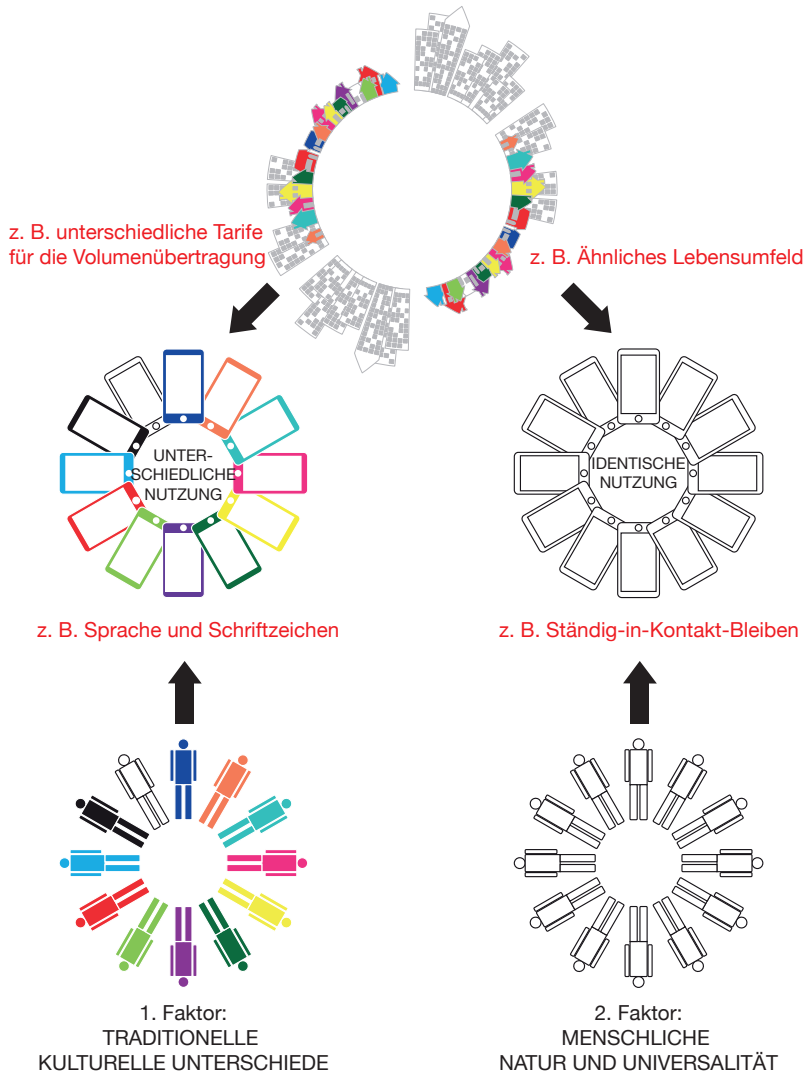 z. B. unterschiedliche Tarife
für die Volumenübertragung
z. B. Ähnliches Lebensumfeld
UNTER-
SCHIEDLICHE
NUTZUNG
IDENTISCHE
NUTZUNG
z. B. Sprache und Schriftzeichen
z. B. Ständig-in-Kontakt-Bleiben
1. Faktor:
TRADITIONELLE
KULTURELLE UNTERSCHIEDE
2. Faktor:
MENSCHLICHE
NATUR UND UNIVERSALITÄT